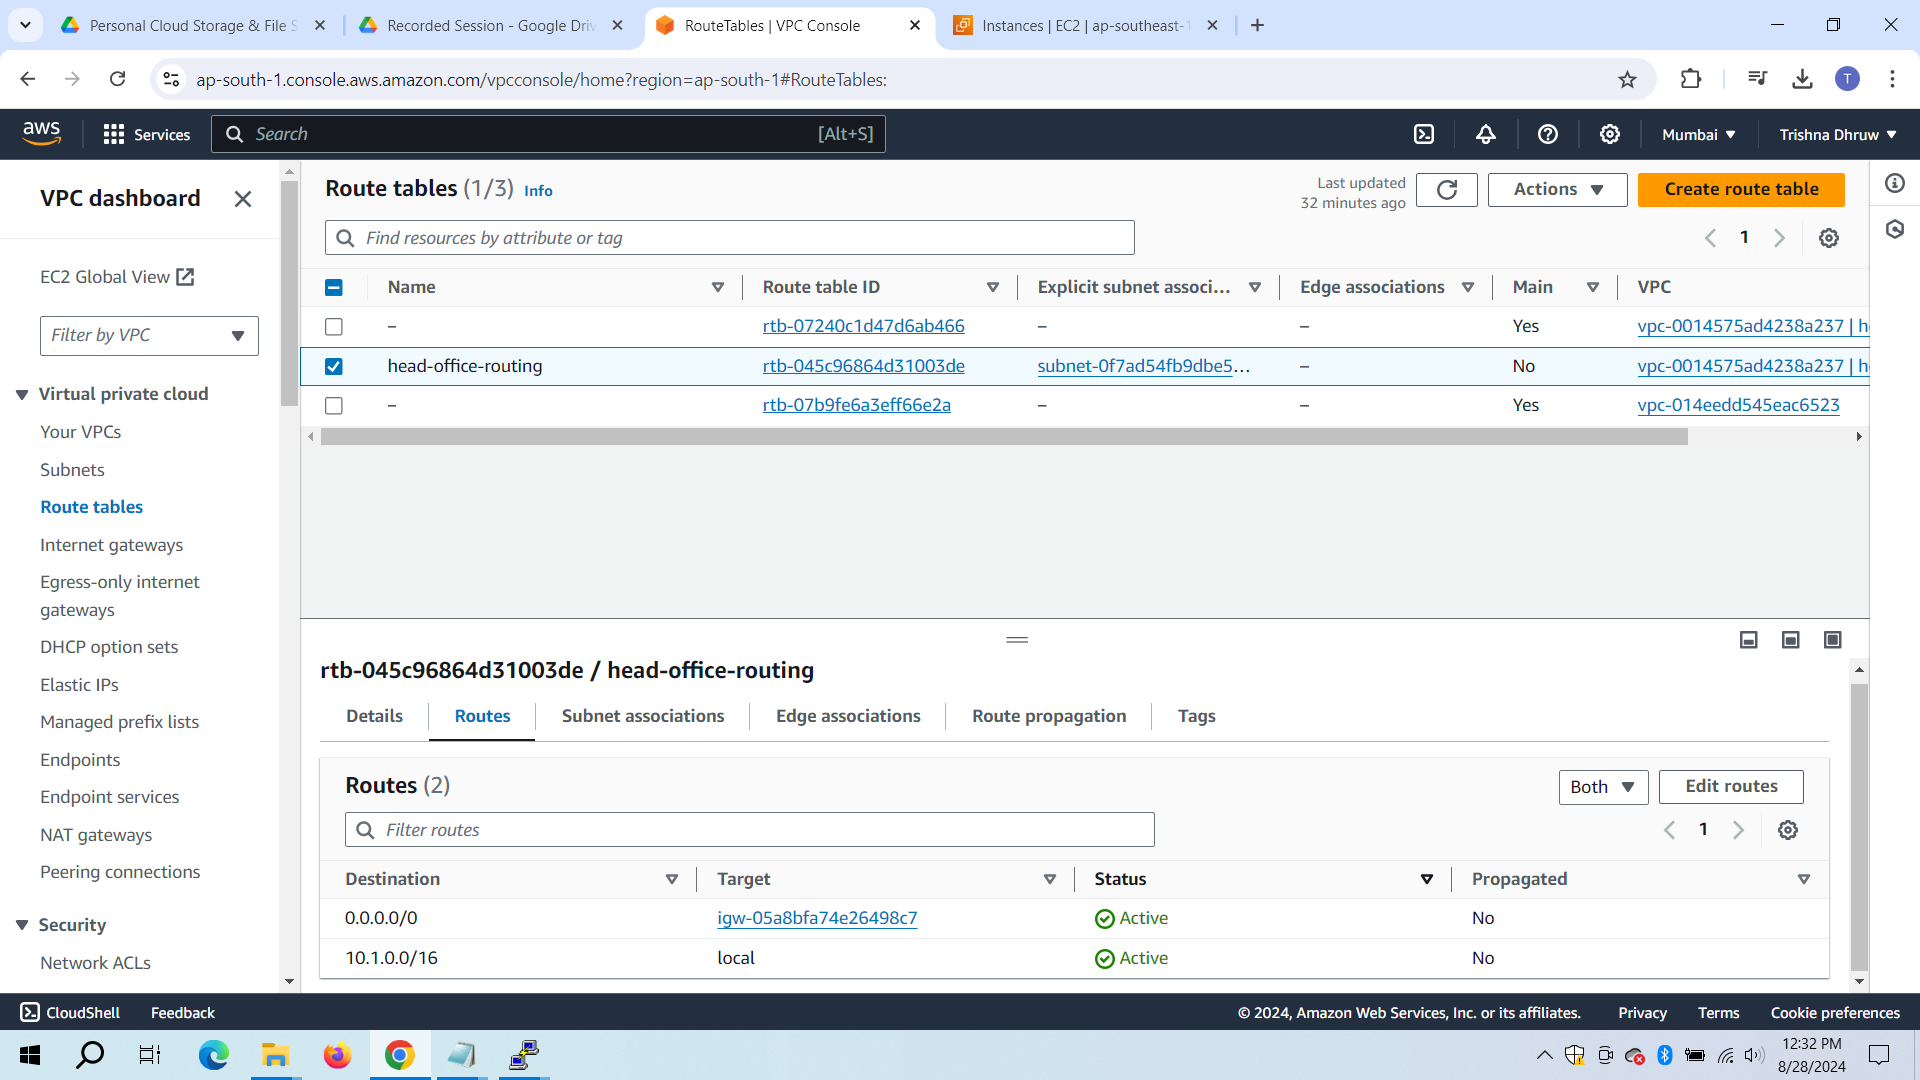 Personal Cloud Storage & File S
Recorded Session - Google Driv
RouteTables | VPC Console
Instances | EC2 | ap-southeast-1
ap-south-1.console.aws.amazon.com/vpcconsole/home?region=ap-south-1#RouteTables:
T
aws
Services
Search
[Alt+S]
Mumbai
Trishna Dhruw
VPC dashboard
EC2 Global View
Filter by VPC
Virtual private cloud
Your VPCs
Subnets
Route tables
Internet gateways
Egress-only internet
gateways
DHCP option sets
Elastic IPs
Managed prefix lists
Endpoints
Endpoint services
NAT gateways
Peering connections
Security
Network ACLs
Route tables (1/3) Info
Last updated
32 minutes ago
Actions
Create route table
Find resources by attribute or tag
1
Name Route table ID Explicit subnet associ... Edge associations Main VPC
– rtb-07240c1d47d6ab466 – – Yes vpc-0014575ad4238a237 | h
head-office-routing rtb-045c96864d31003de subnet-0f7ad54fb9dbe5... – No vpc-0014575ad4238a237 | h
– rtb-07b9fe6a3eff66e2a – – Yes vpc-014eedd545eac6523
rtb-045c96864d31003de / head-office-routing
Details Routes Subnet associations Edge associations Route propagation Tags
Routes (2)
Both
Edit routes
Filter routes
1
Destination Target Status Propagated
0.0.0.0/0 igw-05a8bfa74e26498c7 Active No
10.1.0.0/16 local Active No
CloudShell Feedback
© 2024, Amazon Web Services, Inc. or its affiliates. Privacy Terms Cookie preferences
12:32 PM
8/28/2024